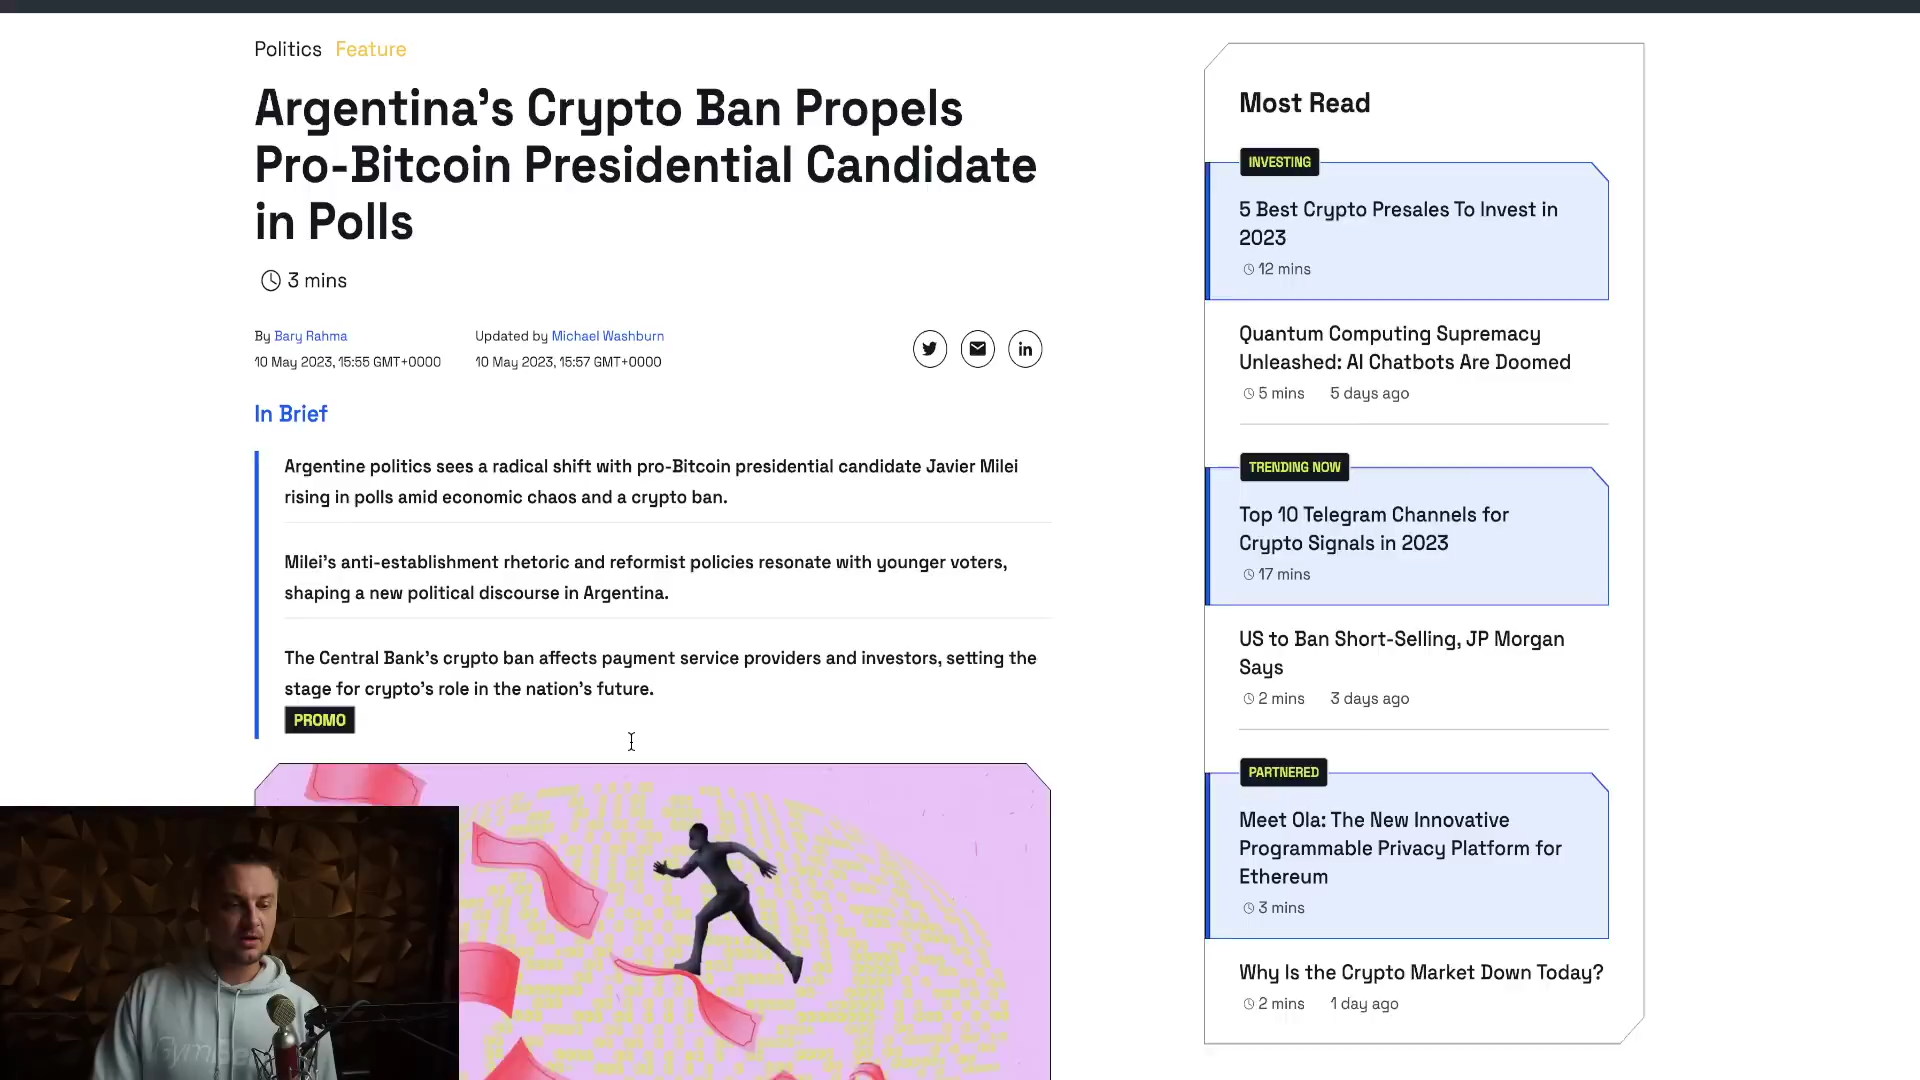 Politics Feature
Argentina's Crypto Ban Propels
Pro-Bitcoin Presidential Candidate
in Polls
3 mins
By Bary Rahma
10 May 2023, 15:55 GMT+0000
Updated by Michael Washburn
10 May 2023, 15:57 GMT+0000
In Brief
Argentine politics sees a radical shift with pro-Bitcoin presidential candidate Javier Milei
rising in polls amid economic chaos and a crypto ban.
Milei's anti-establishment rhetoric and reformist policies resonate with younger voters,
shaping a new political discourse in Argentina.
The Central Bank's crypto ban affects payment service providers and investors, setting the
stage for crypto's role in the nation's future.
PROMO
Most Read
INVESTING
5 Best Crypto Presales To Invest in
2023
12 mins
Quantum Computing Supremacy
Unleashed: AI Chatbots Are Doomed
5 mins 5 days ago
TRENDING NOW
Top 10 Telegram Channels for
Crypto Signals in 2023
17 mins
US to Ban Short-Selling, JP Morgan
Says
2 mins 3 days ago
PARTNERED
Meet Ola: The New Innovative
Programmable Privacy Platform for
Ethereum
3 mins
Why Is the Crypto Market Down Today?
2 mins 1 day ago